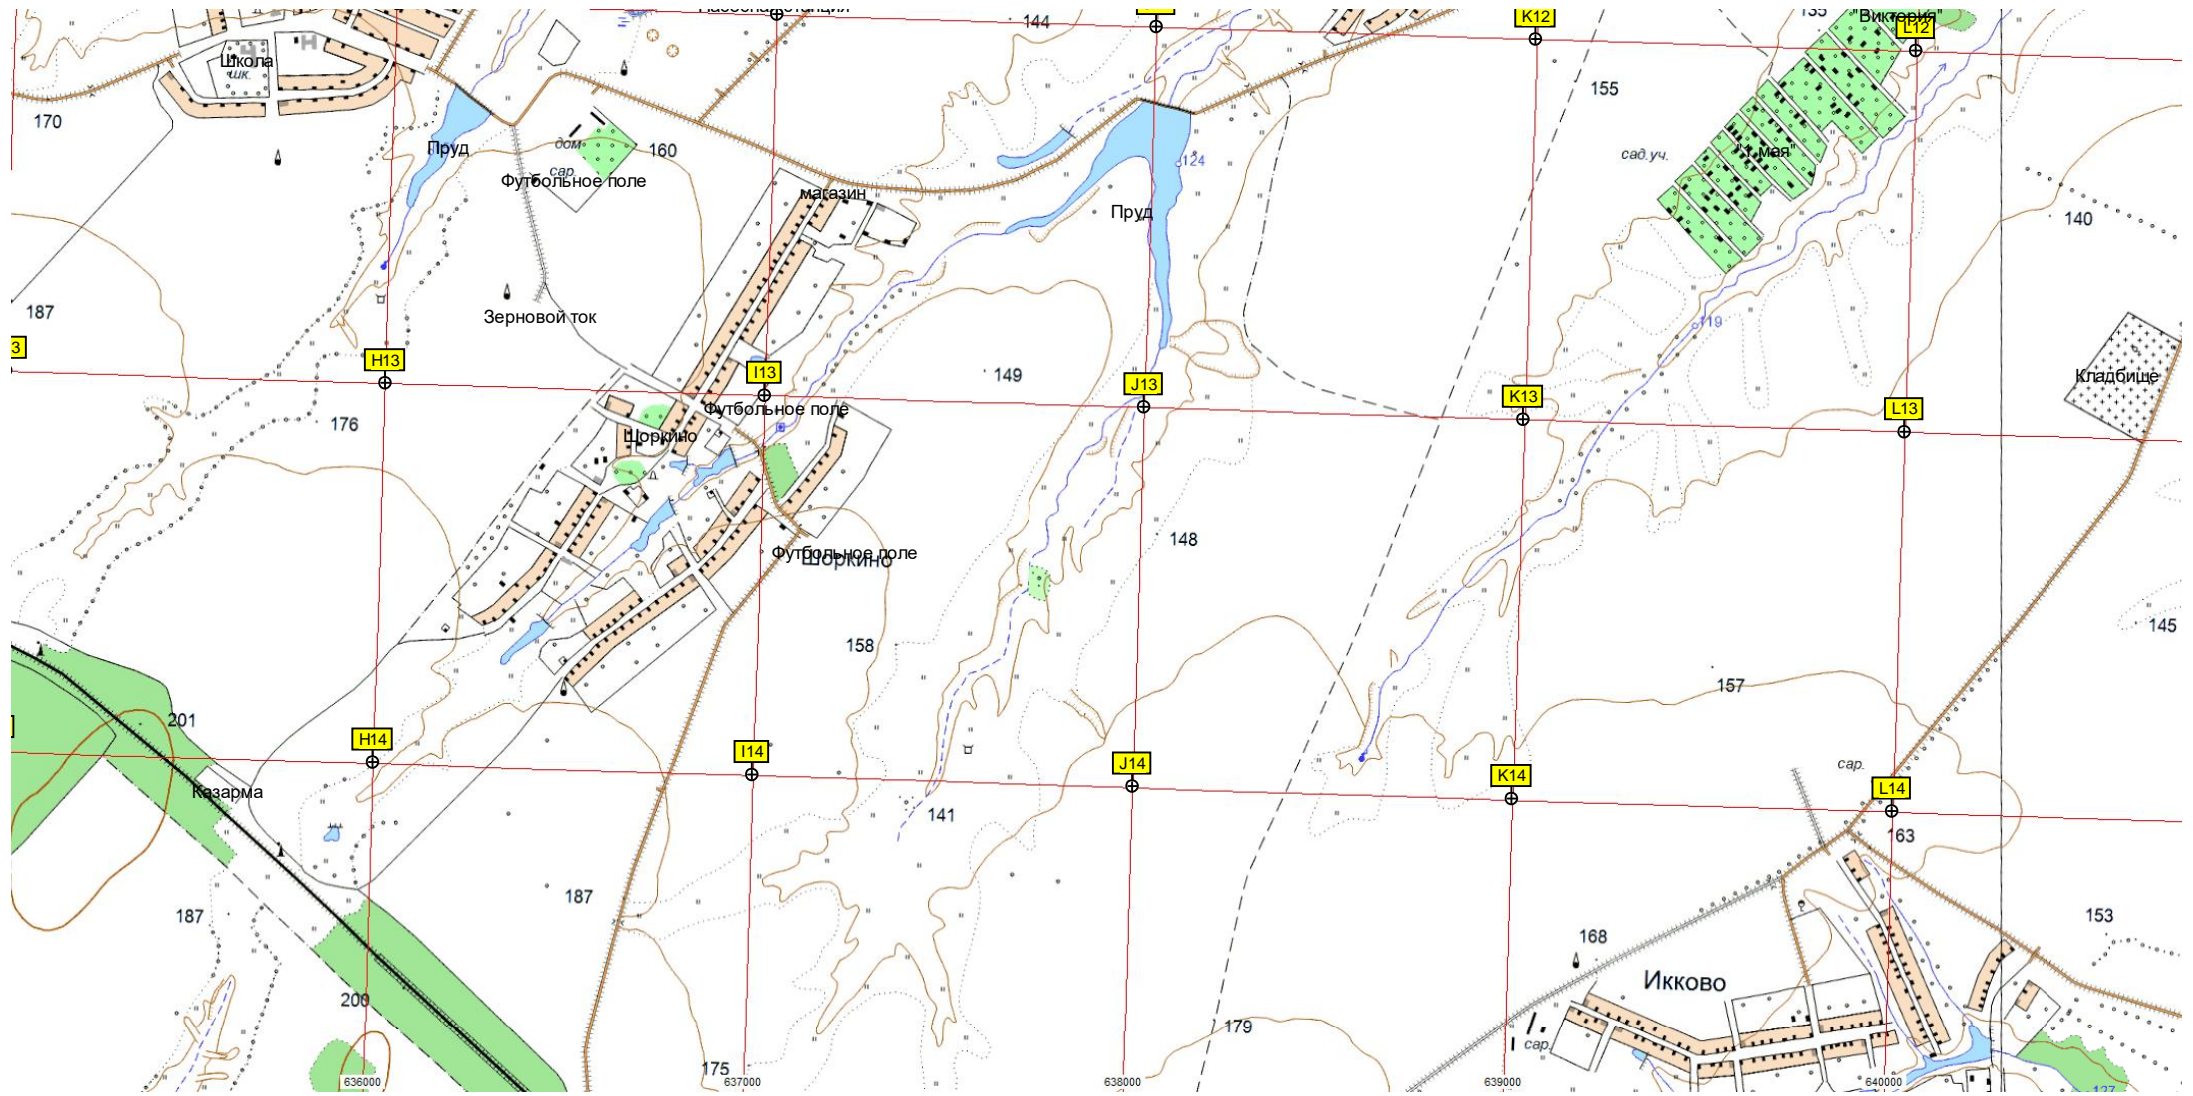 144
K12
135
"Виктория"
L12
Школа
шк.
170
155
Пруд
дом
160
124
"1 мая"
сад.уч.
сар.
Футбольное поле
магазин
Пруд
140
187
Зерновой ток
119
3
H13
I13
149
J13
K13
Кладбище
L13
176
Футбольное поле
Шоркино
148
Футбольное поле
Шоркино
158
145
157
201
H14
I14
J14
K14
сар.
L14
Казарма
141
163
187
187
153
168
Икково
200
179
сар.
175
636000
637000
638000
639000
640000
127